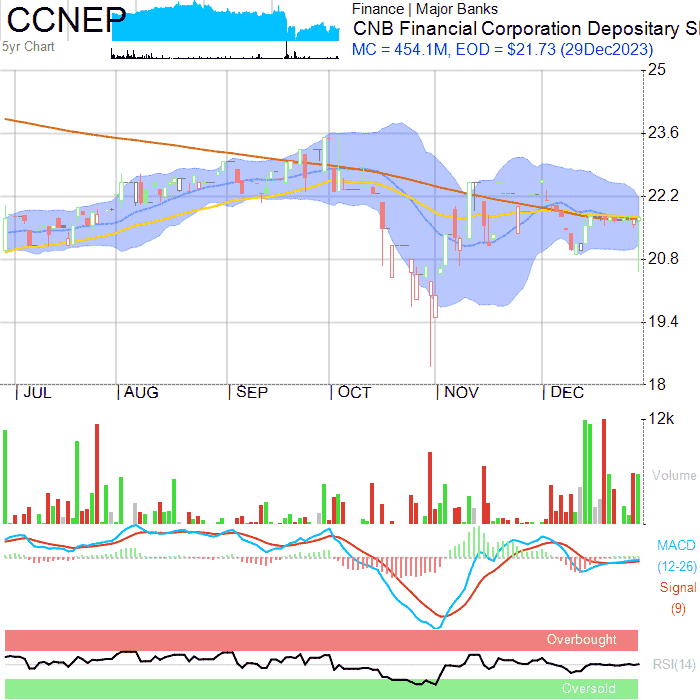 CCNEP
5yr Chart
Finance | Major Banks
CNB Financial Corporation Depositary S
MC = 454.1M, EOD = $21.73 (29Dec2023)
25
23.6
22.2
20.8
19.4
18
| JUL | AUG | SEP | OCT | NOV | DEC
12k
Volume
MACD
(12-26)
Signal
(9)
Overbought
RSI(14)
Oversold